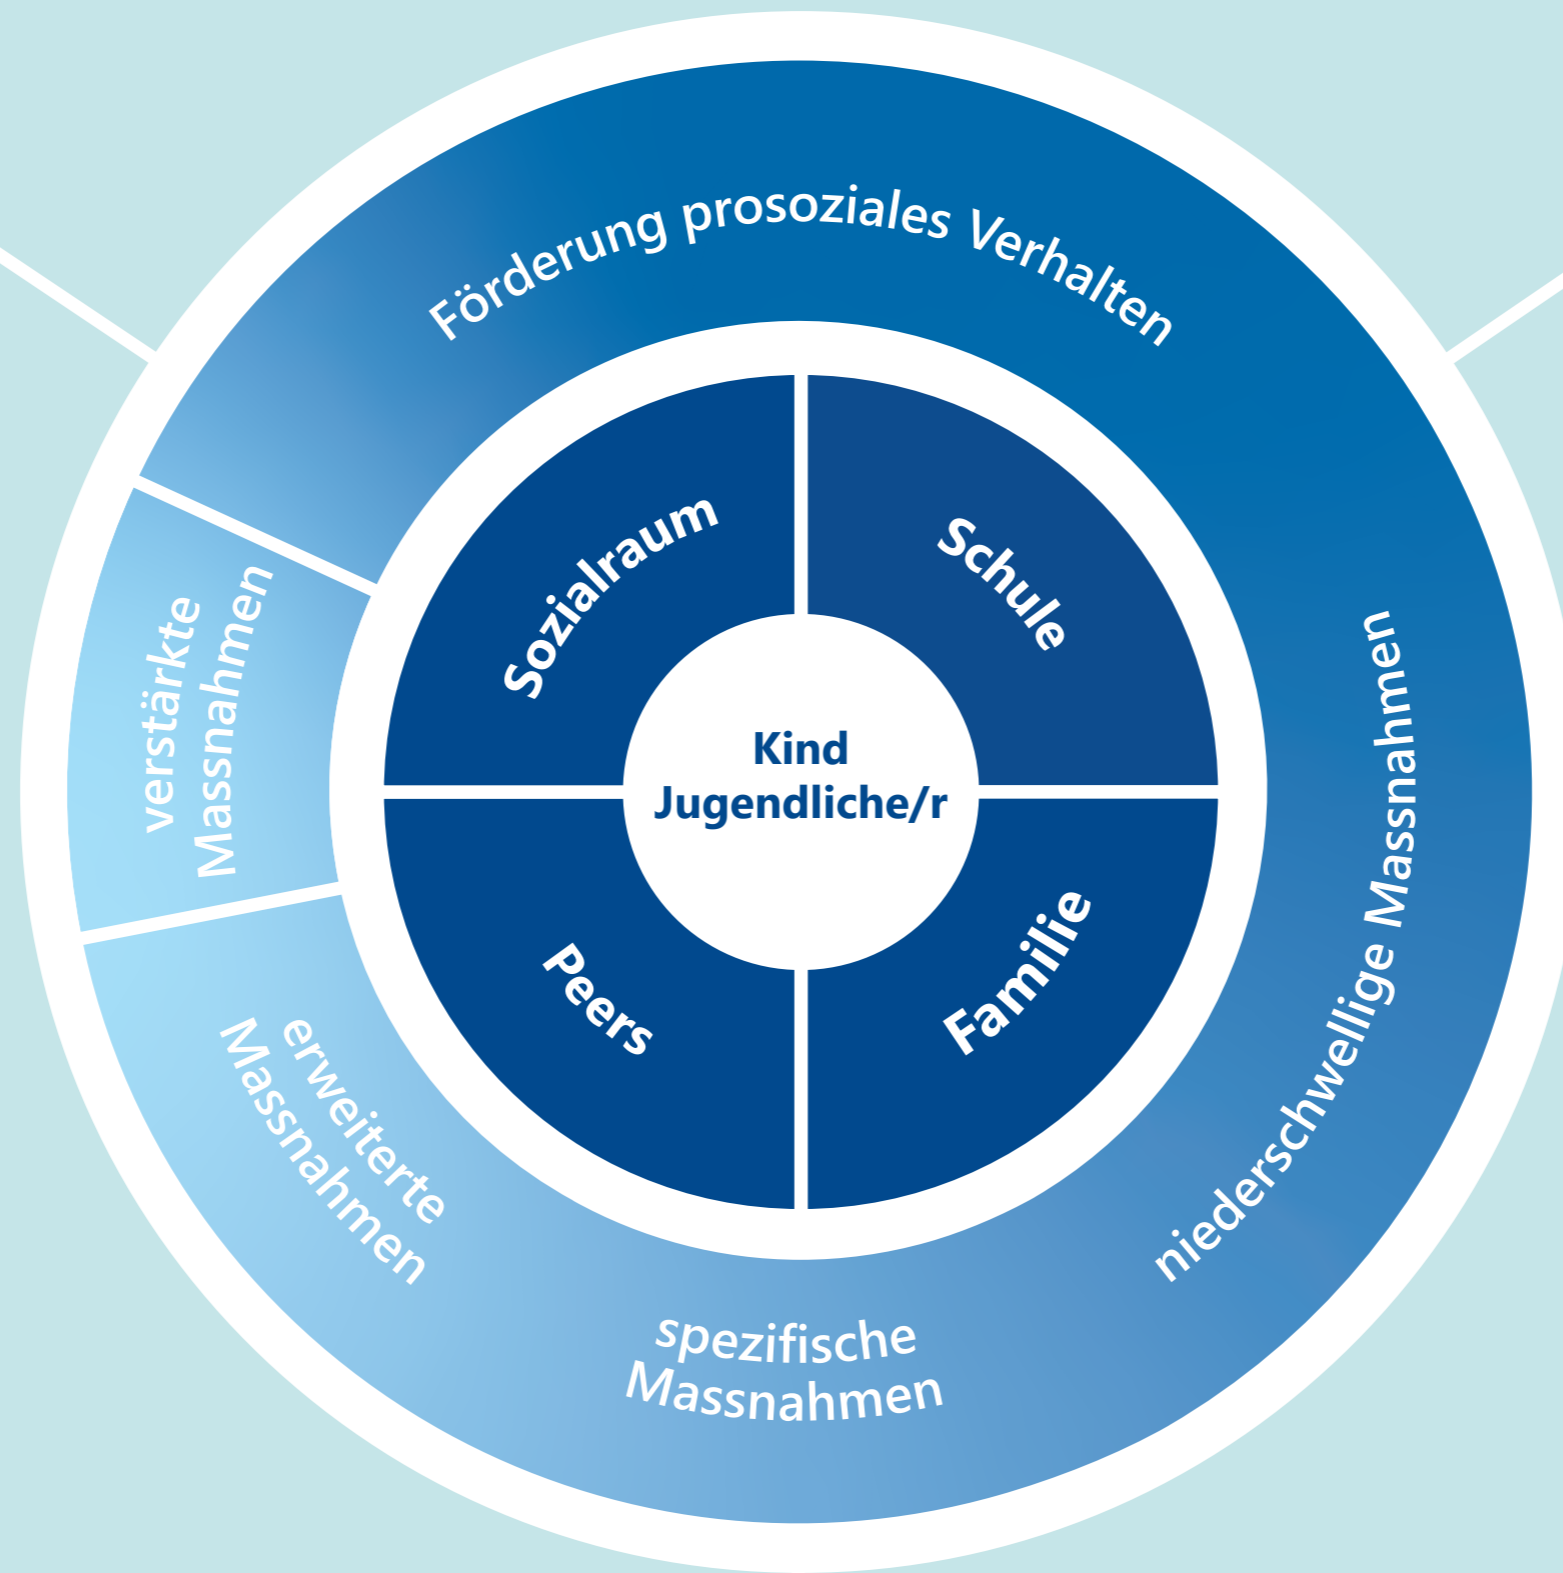 Förderung prosoziales Verhalten
niederschwellige Massnahmen
spezifische
Massnahmen
erweiterte
Massnahmen
verstärkte
Massnahmen
Sozialraum
Schule
Familie
Peers
Kind
Jugendliche/r